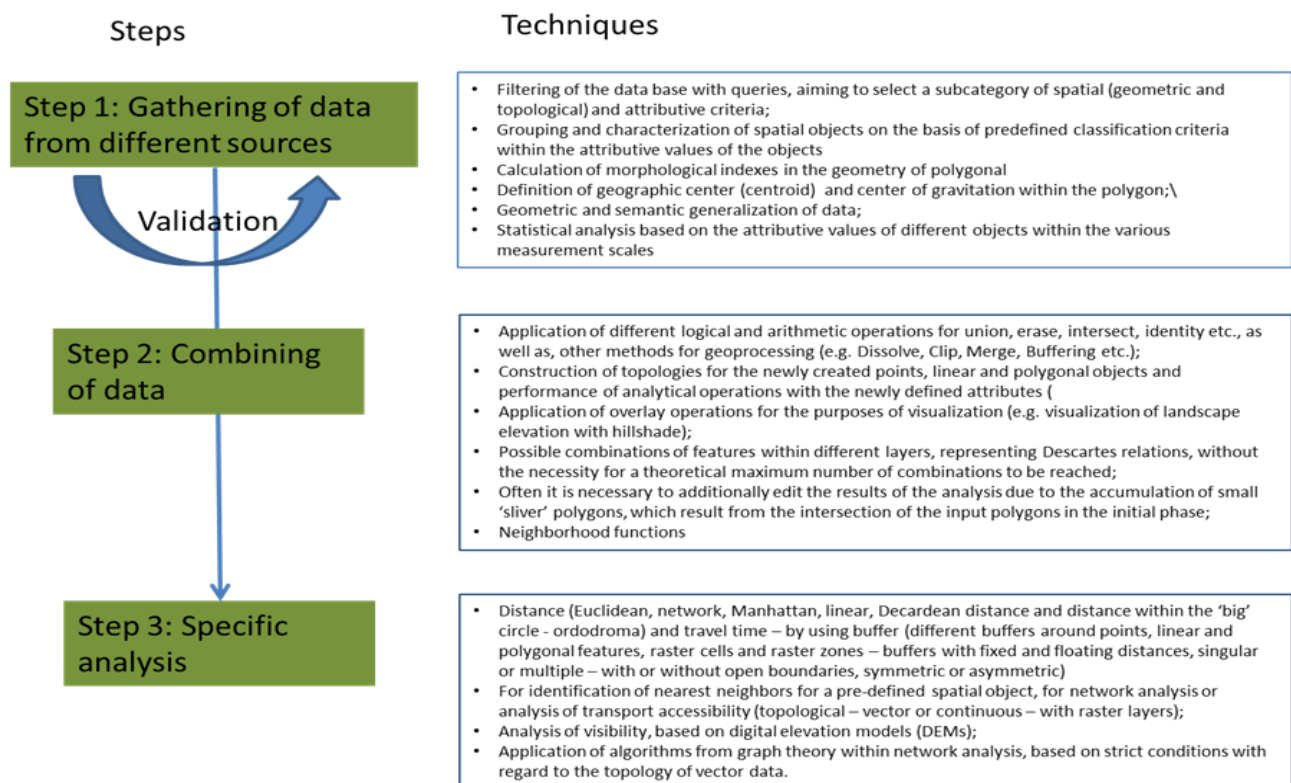 Steps
Techniques
Step 1: Gathering of data
from different sources
Validation
• Filtering of the data base with queries, aiming to select a subcategory of spatial (geometric and
topological) and attributive criteria;
• Grouping and characterization of spatial objects on the basis of predefined classification criteria
within the attributive values of the objects
• Calculation of morphological indexes in the geometry of polygonal
• Definition of geographic center (centroid)  and center of gravitation within the polygon;\
• Geometric and semantic generalization of data;
• Statistical analysis based on the attributive values of different objects within the various
measurement scales
Step 2: Combining
of data
• Application of different logical and arithmetic operations for union, erase, intersect, identity etc., as
well as, other methods for geoprocessing (e.g. Dissolve, Clip, Merge, Buffering etc.);
• Construction of topologies for the newly created points, linear and polygonal objects and
performance of analytical operations with the newly defined attributes (
• Application of overlay operations for the purposes of visualization (e.g. visualization of landscape
elevation with hillshade);
• Possible combinations of features within different layers, representing Descartes relations, without
the necessity for a theoretical maximum number of combinations to be reached;
• Often it is necessary to additionally edit the results of the analysis due to the accumulation of small
‘sliver’ polygons, which result from the intersection of the input polygons in the initial phase;
• Neighborhood functions
Step 3: Specific
analysis
• Distance (Euclidean, network, Manhattan, linear, Decardean distance and distance within the ‘big’
circle - ordodroma) and travel time – by using buffer (different buffers around points, linear and
polygonal features, raster cells and raster zones – buffers with fixed and floating distances, singular
or multiple – with or without open boundaries, symmetric or asymmetric)
• For identification of nearest neighbors for a pre-defined spatial object, for network analysis or
analysis of transport accessibility (topological – vector or continuous – with raster layers);
• Analysis of visibility, based on digital elevation models (DEMs);
• Application of algorithms from graph theory within network analysis, based on strict conditions with
regard to the topology of vector data.